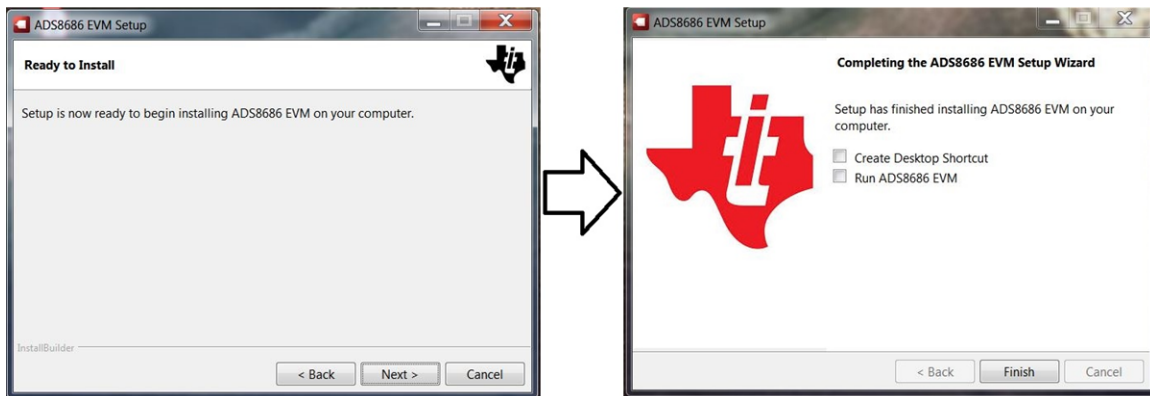 ADS8686 EVM Setup
Ready to Install
ti
Setup is now ready to begin installing ADS8686 EVM on your computer.
InstallBuilder
< Back
Next >
Cancel
ADS8686 EVM Setup
Completing the ADS8686 EVM Setup Wizard
ti
Setup has finished installing ADS8686 EVM on your
computer.
Create Desktop Shortcut
Run ADS8686 EVM
< Back
Finish
Cancel